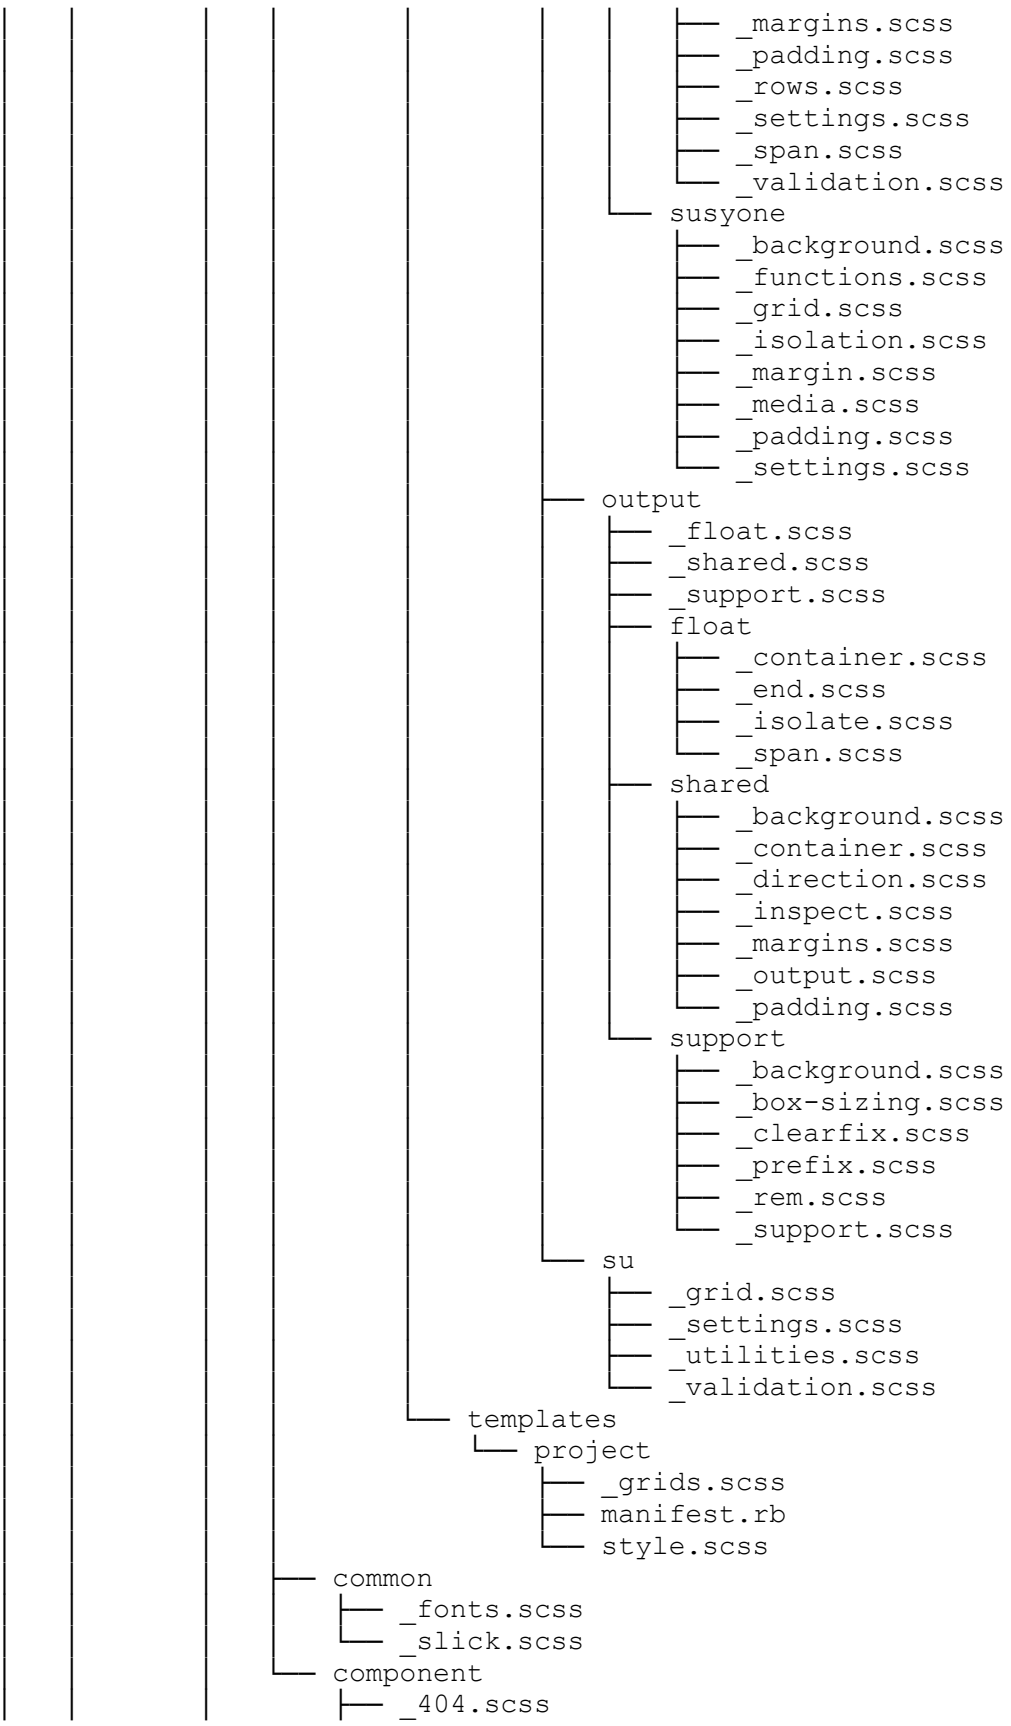 │   │       │   │       │       │   │   ├── _margins.scss
│   │       │   │       │       │   │   ├── _padding.scss
│   │       │   │       │       │   │   ├── _rows.scss
│   │       │   │       │       │   │   ├── _settings.scss
│   │       │   │       │       │   │   ├── _span.scss
│   │       │   │       │       │   │   └── _validation.scss
│   │       │   │       │       │   └── susyone
│   │       │   │       │       │       ├── _background.scss
│   │       │   │       │       │       ├── _functions.scss
│   │       │   │       │       │       ├── _grid.scss
│   │       │   │       │       │       ├── _isolation.scss
│   │       │   │       │       │       ├── _margin.scss
│   │       │   │       │       │       ├── _media.scss
│   │       │   │       │       │       ├── _padding.scss
│   │       │   │       │       │       └── _settings.scss
│   │       │   │       │       ├── output
│   │       │   │       │       │   ├── _float.scss
│   │       │   │       │       │   ├── _shared.scss
│   │       │   │       │       │   ├── _support.scss
│   │       │   │       │       │   ├── float
│   │       │   │       │       │   │   ├── _container.scss
│   │       │   │       │       │   │   ├── _end.scss
│   │       │   │       │       │   │   ├── _isolate.scss
│   │       │   │       │       │   │   └── _span.scss
│   │       │   │       │       │   ├── shared
│   │       │   │       │       │   │   ├── _background.scss
│   │       │   │       │       │   │   ├── _container.scss
│   │       │   │       │       │   │   ├── _direction.scss
│   │       │   │       │       │   │   ├── _inspect.scss
│   │       │   │       │       │   │   ├── _margins.scss
│   │       │   │       │       │   │   ├── _output.scss
│   │       │   │       │       │   │   └── _padding.scss
│   │       │   │       │       │   └── support
│   │       │   │       │       │       ├── _background.scss
│   │       │   │       │       │       ├── _box-sizing.scss
│   │       │   │       │       │       ├── _clearfix.scss
│   │       │   │       │       │       ├── _prefix.scss
│   │       │   │       │       │       ├── _rem.scss
│   │       │   │       │       │       └── _support.scss
│   │       │   │       │       └── su
│   │       │   │       │           ├── _grid.scss
│   │       │   │       │           ├── _settings.scss
│   │       │   │       │           ├── _utilities.scss
│   │       │   │       │           └── _validation.scss
│   │       │   │       └── templates
│   │       │   │           └── project
│   │       │   │               ├── _grids.scss
│   │       │   │               ├── manifest.rb
│   │       │   │               └── style.scss
│   │       │   ├── common
│   │       │   │   ├── _fonts.scss
│   │       │   │   └── _slick.scss
│   │       │   └── component
│   │       │       ├── _404.scss